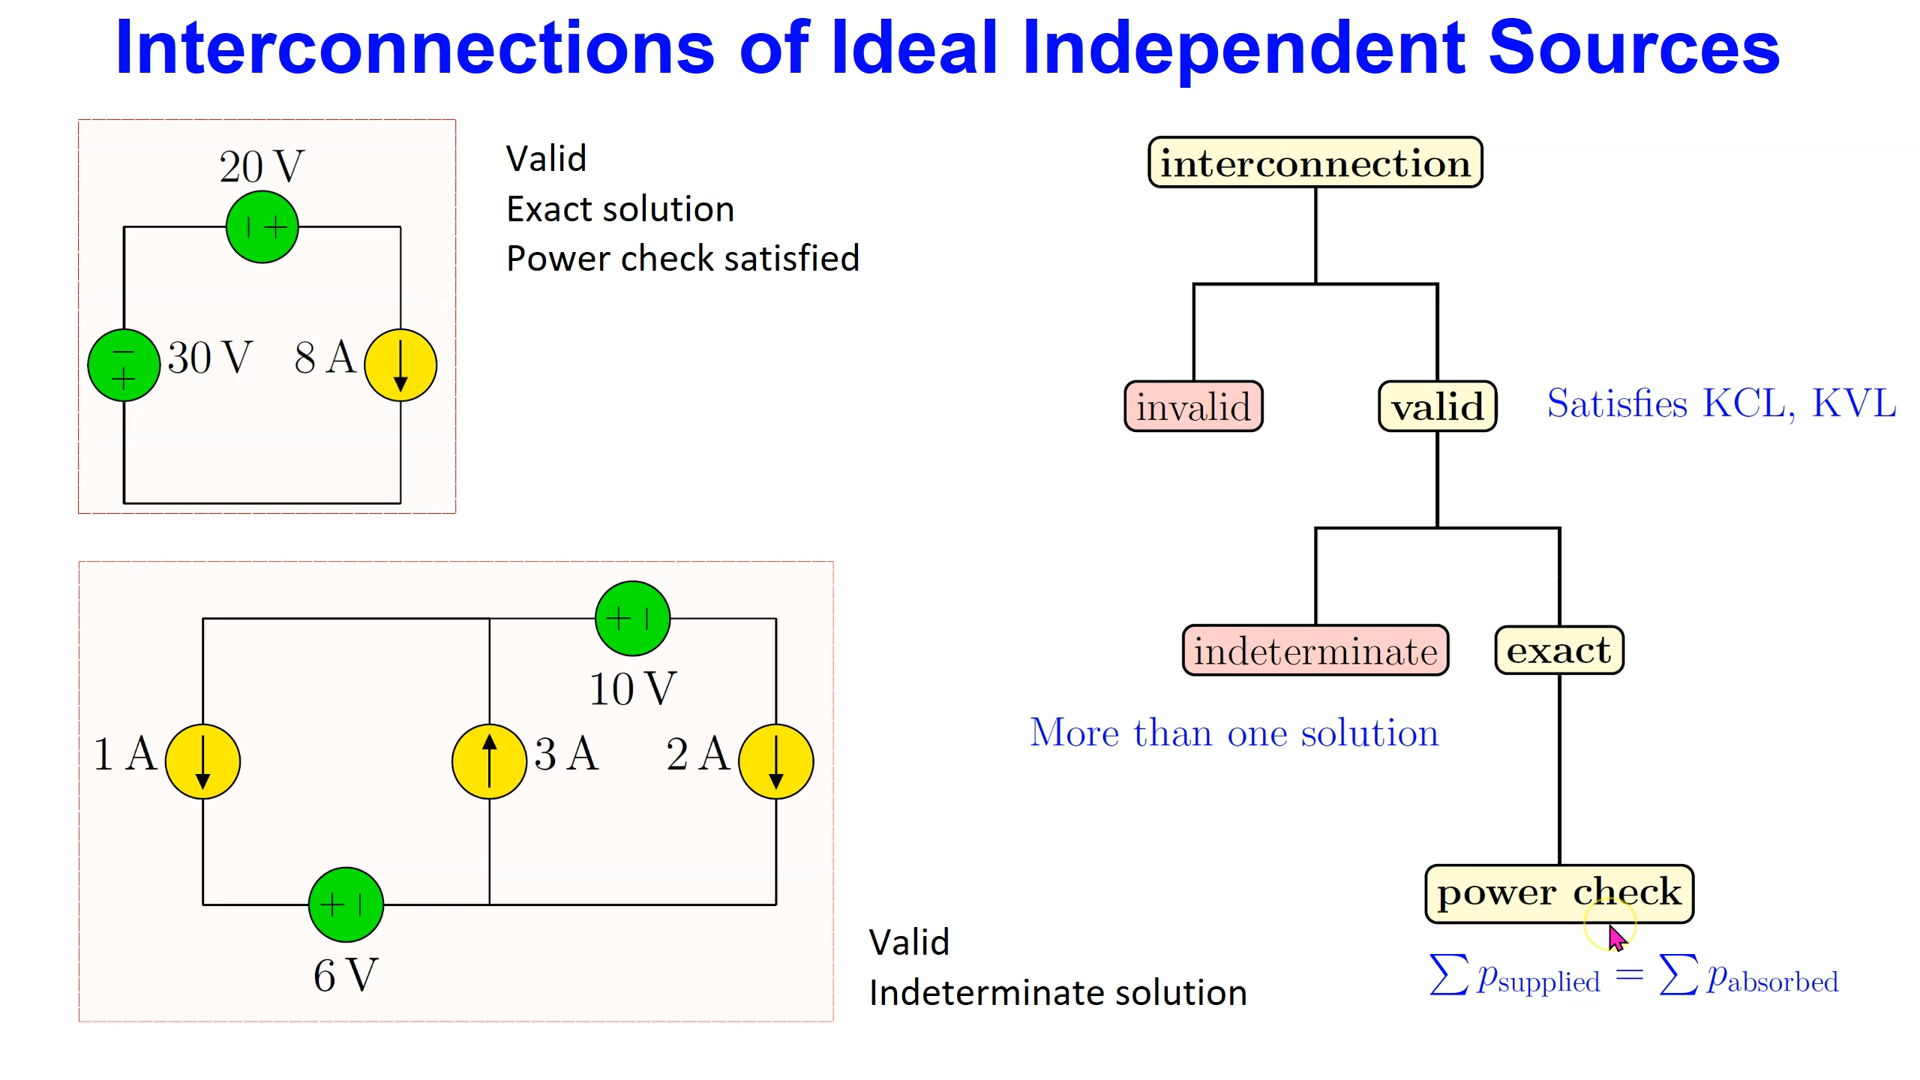 Interconnections of Ideal Independent Sources
20 V
30 V
8 A
Valid
Exact solution
Power check satisfied
interconnection
invalid
valid
Satisfies KCL, KVL
indeterminate
exact
More than one solution
power check
∑ p_supplied = ∑ p_absorbed
10 V
1 A
3 A
2 A
6 V
Valid
Indeterminate solution